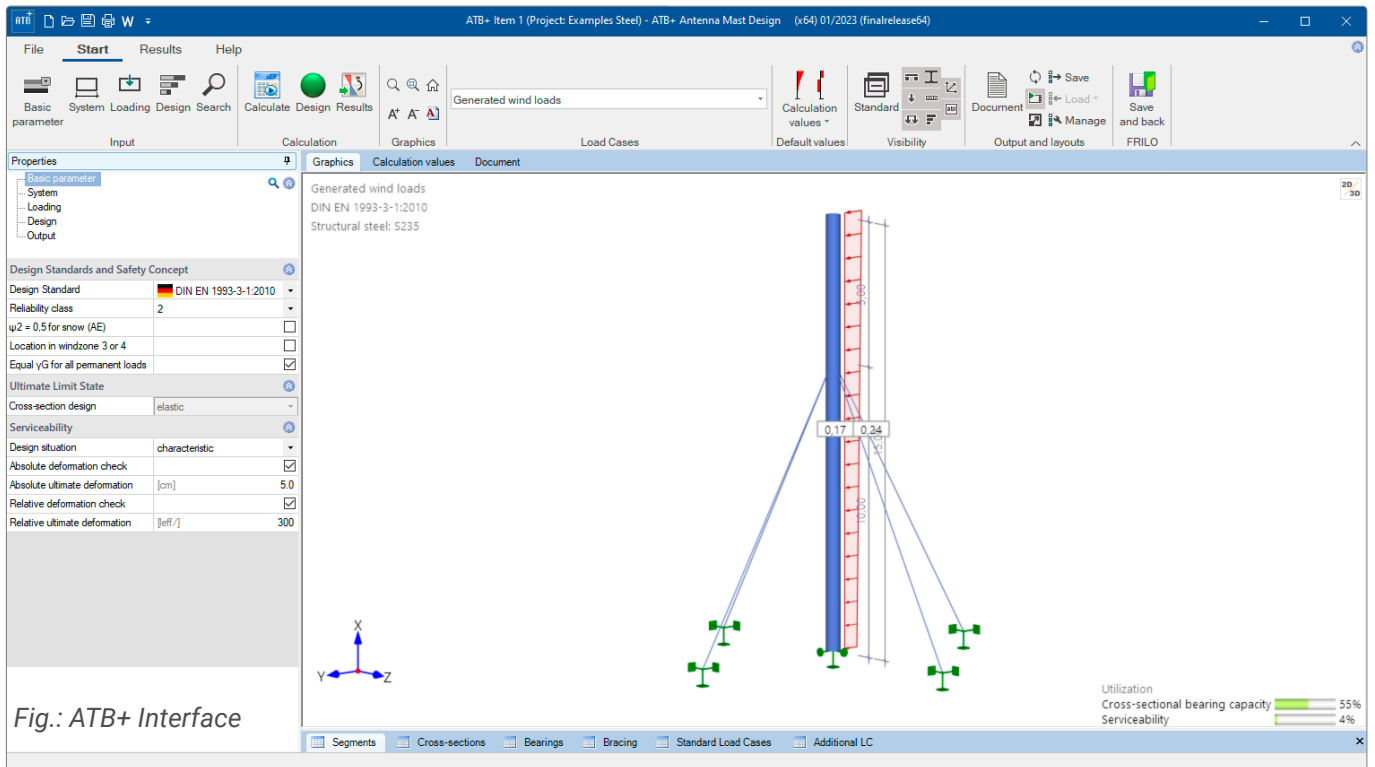 ATB W ATB+ Item 1 (Project: Examples Steel) - ATB+ Antenna Mast Design (x64) 01/2023 (finalrelease64)
File Start Results Help
Basic parameter
System
Loading
Design
Search
Input
Calculate
Design
Results
Calculation
A+ A- A
Graphics
Generated wind loads
Load Cases
Calculation values
Default values
Standard
Visibility
Document
Save
Load
Manage
Output and layouts
Save and back
FRILO
Properties
Basic parameter
System
Loading
Design
Output
Design Standards and Safety Concept
Design Standard DIN EN 1993-3-1:2010
Reliability class 2
ψ2 = 0,5 for snow (AE)
Location in windzone 3 or 4
Equal γG for all permanent loads
Ultimate Limit State
Cross-section design elastic
Serviceability
Design situation characteristic
Absolute deformation check
Absolute ultimate deformation [cm] 5.0
Relative deformation check
Relative ultimate deformation [leff/] 300
Fig.: ATB+ Interface
Graphics Calculation values Document
Generated wind loads
DIN EN 1993-3-1:2010
Structural steel: S235
2D/3D
5.00
0,17 0,24
10.00
X
Y Z
Utilization
Cross-sectional bearing capacity 55%
Serviceability 4%
Segments Cross-sections Bearings Bracing Standard Load Cases Additional LC